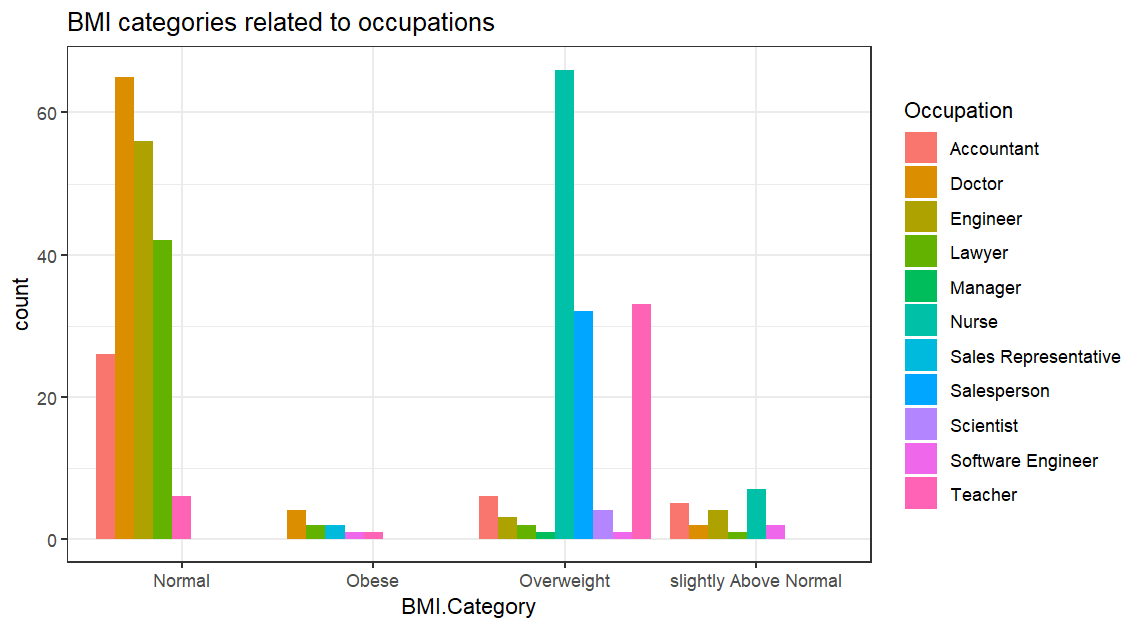 BMI categories related to occupations
60
40
20
0
count
Normal
Obese
Overweight
slightly Above Normal
BMI.Category
Occupation
Accountant
Doctor
Engineer
Lawyer
Manager
Nurse
Sales Representative
Salesperson
Scientist
Software Engineer
Teacher